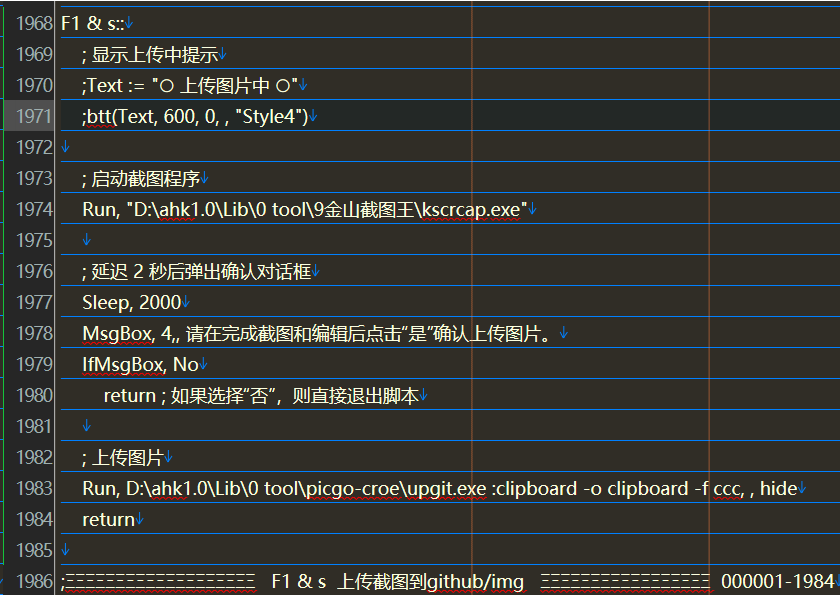 1968 F1 & s::↓
1969 ; 显示上传中提示↓
1970 ;Text := "○ 上传图片中 ○"↓
1971 ;btt(Text, 600, 0, , "Style4")↓
1972 ↓
1973 ; 启动截图程序↓
1974 Run, "D:\ahk1.0\Lib\0 tool\9金山截图王\kscrcap.exe"↓
1975 ↓
1976 ; 延迟 2 秒后弹出确认对话框↓
1977 Sleep, 2000↓
1978 MsgBox, 4,, 请在完成截图和编辑后点击“是”确认上传图片。↓
1979 IfMsgBox, No↓
1980 return ; 如果选择“否”，则直接退出脚本↓
1981 ↓
1982 ; 上传图片↓
1983 Run, D:\ahk1.0\Lib\0 tool\picgo-croe\upgit.exe :clipboard -o clipboard -f ccc, , hide↓
1984 return↓
1985 ↓
1986 ;ΞΞΞΞΞΞΞΞΞΞΞΞΞΞΞΞΞΞΞ F1 & s 上传截图到github/img ΞΞΞΞΞΞΞΞΞΞΞΞΞΞΞΞΞ 000001-1984↓